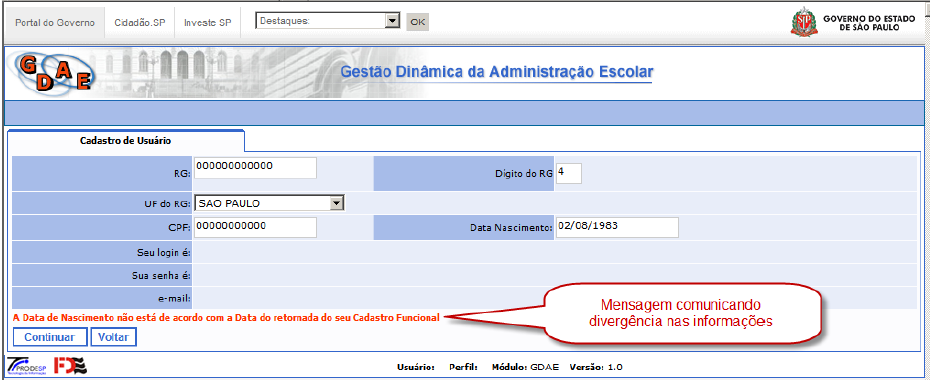 Portal do Governo Cidadão.SP Investe SP Destaques: OK
SP
GOVERNO DO ESTADO
DE SÃO PAULO
GDAE
Gestão Dinâmica da Administração Escolar
Cadastro de Usuário
RG: 000000000000 Digito do RG 4
UF do RG: SAO PAULO
CPF: 00000000000 Data Nascimento: 02/08/1983
Seu login é:
Sua senha é:
e-mail:
A Data de Nascimento não está de acordo com a Data do retornada do seu Cadastro Funcional
Mensagem comunicando
divergência nas informações
Continuar Voltar
PRODESP FDE Usuário: Perfil: Módulo: GDAE Versão: 1.0